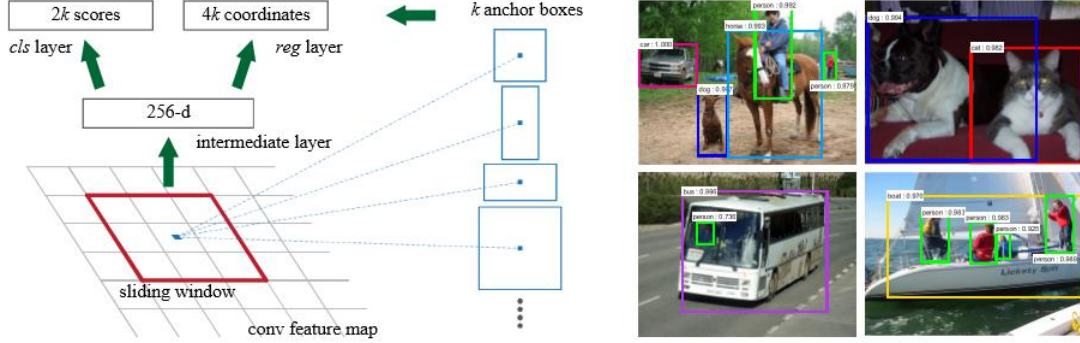 2k scores
4k coordinates
k anchor boxes
cls layer
reg layer
256-d
intermediate layer
sliding window
conv feature map
person : 0.992
horse : 0.993
car : 1.000
dog : 0.997
person : 0.979
dog : 0.994
cat : 0.982
bus : 0.996
person : 0.736
boat : 0.970
person : 0.983
person : 0.983
person : 0.925
person : 0.989